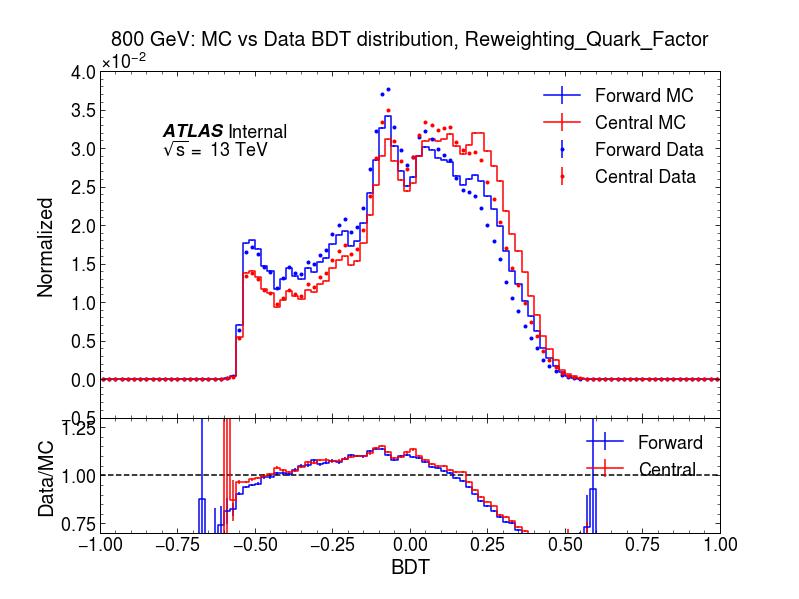 800 GeV: MC vs Data BDT distribution, Reweighting_Quark_Factor
×10⁻²
4.0
3.5
3.0
2.5
2.0
1.5
1.0
0.5
0.0
−0.5
Normalized
ATLAS Internal
√s = 13 TeV
Forward MC
Central MC
Forward Data
Central Data
1.25
1.00
0.75
Data/MC
Forward
Central
−1.00 −0.75 −0.50 −0.25 0.00 0.25 0.50 0.75 1.00
BDT